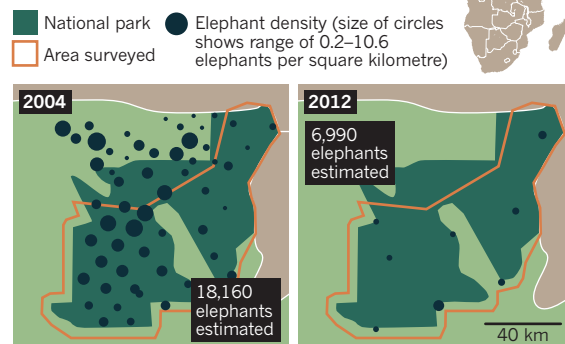 National park
Area surveyed
Elephant density (size of circles
shows range of 0.2–10.6
elephants per square kilometre)
2004
18,160
elephants
estimated
2012
6,990
elephants
estimated
40 km